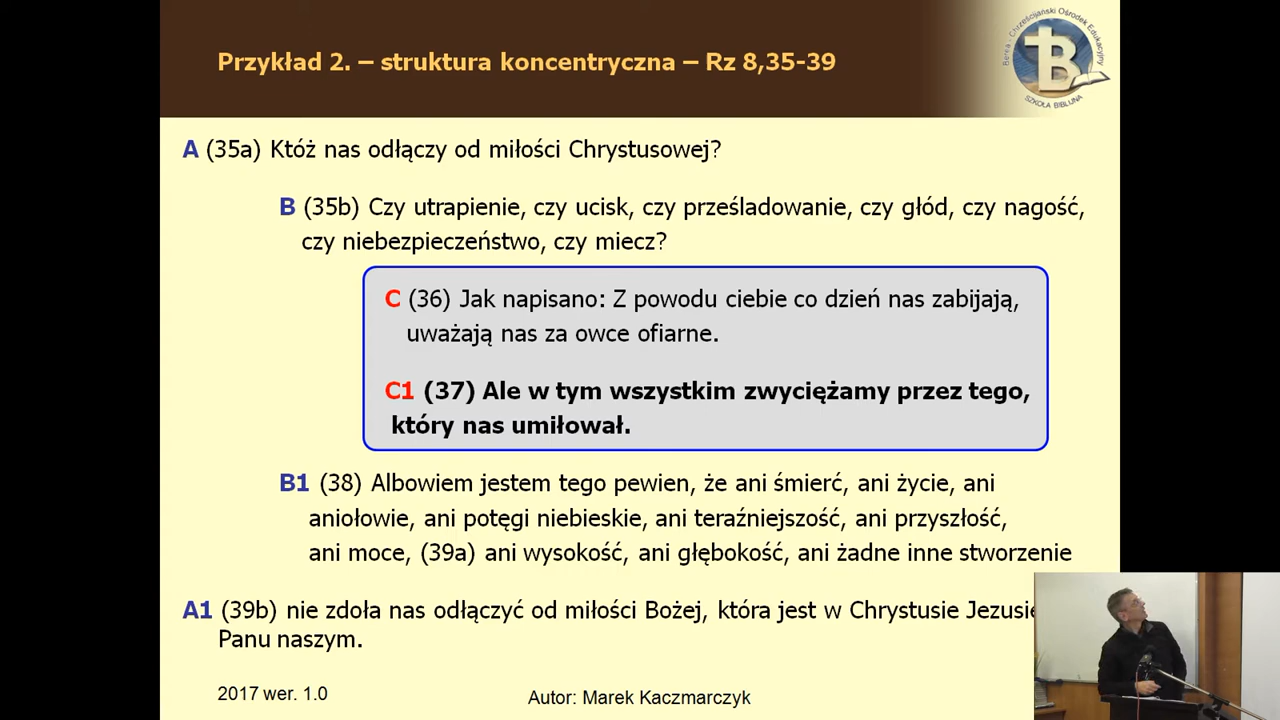 Przykład 2. – struktura koncentryczna – Rz 8,35-39
Berea - Chrześcijański Ośrodek Edukacyjny
SZKOŁA BIBLIJNA
A (35a) Któż nas odłączy od miłości Chrystusowej?
B (35b) Czy utrapienie, czy ucisk, czy prześladowanie, czy głód, czy nagość,
czy niebezpieczeństwo, czy miecz?
C (36) Jak napisano: Z powodu ciebie co dzień nas zabijają,
uważają nas za owce ofiarne.
C1 (37) Ale w tym wszystkim zwyciężamy przez tego,
który nas umiłował.
B1 (38) Albowiem jestem tego pewien, że ani śmierć, ani życie, ani
aniołowie, ani potęgi niebieskie, ani teraźniejszość, ani przyszłość,
ani moce, (39a) ani wysokość, ani głębokość, ani żadne inne stworzenie
A1 (39b) nie zdoła nas odłączyć od miłości Bożej, która jest w Chrystusie Jezusie
Panu naszym.
2017 wer. 1.0
Autor: Marek Kaczmarczyk